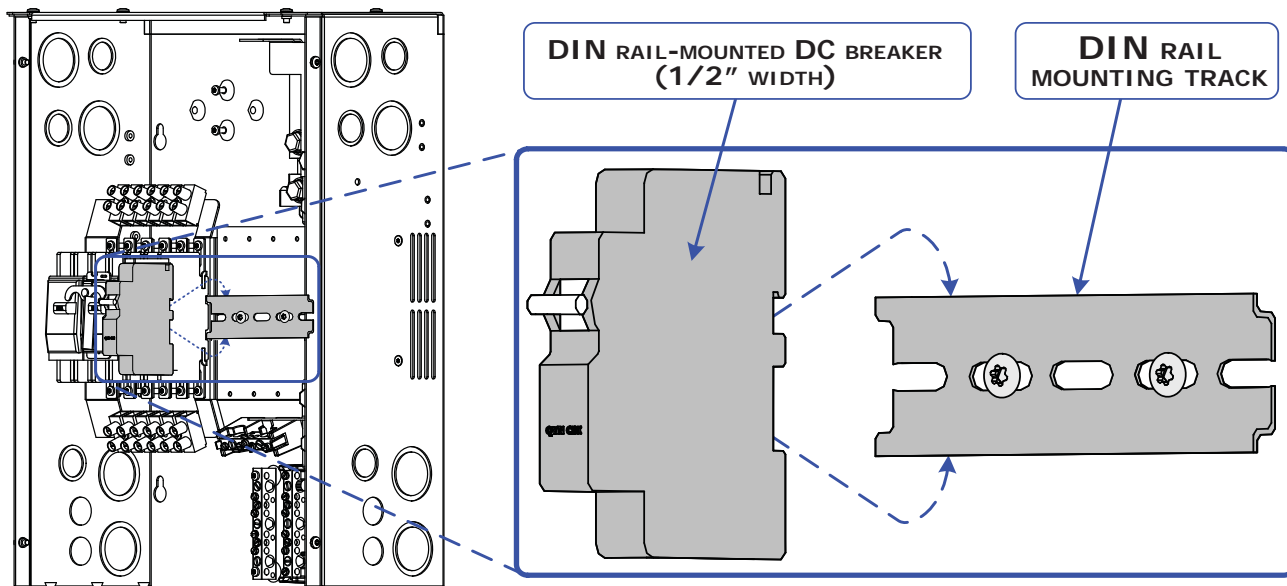 DIN RAIL-MOUNTED DC BREAKER
(1/2" WIDTH)
DIN RAIL
MOUNTING TRACK